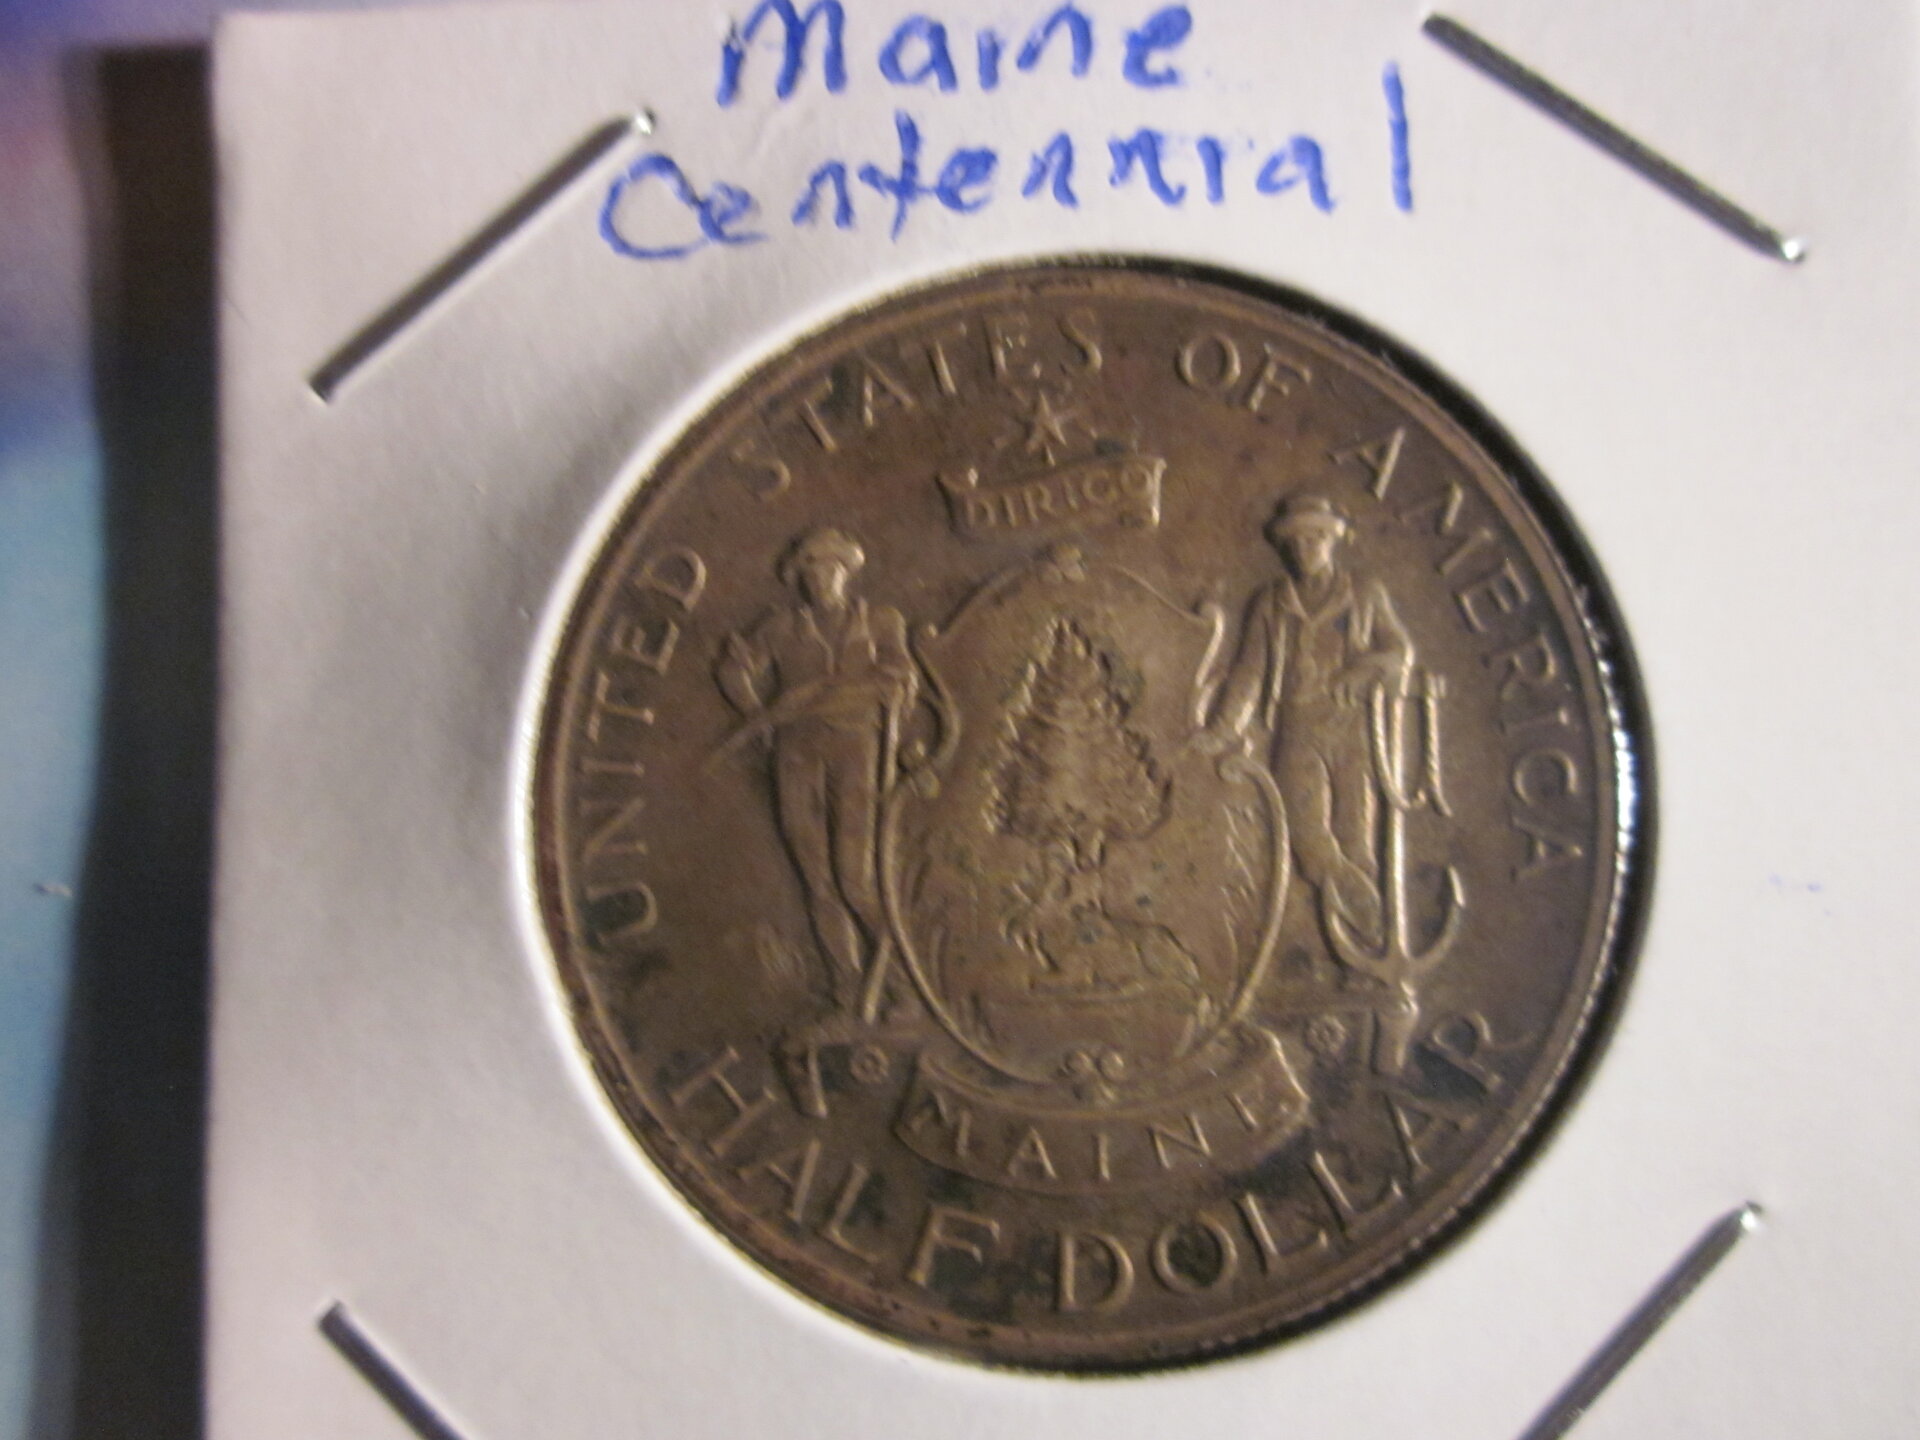 Maine
Centennial
UNITED STATES OF AMERICA
DIRIGO
MAINE
HALF DOLLAR